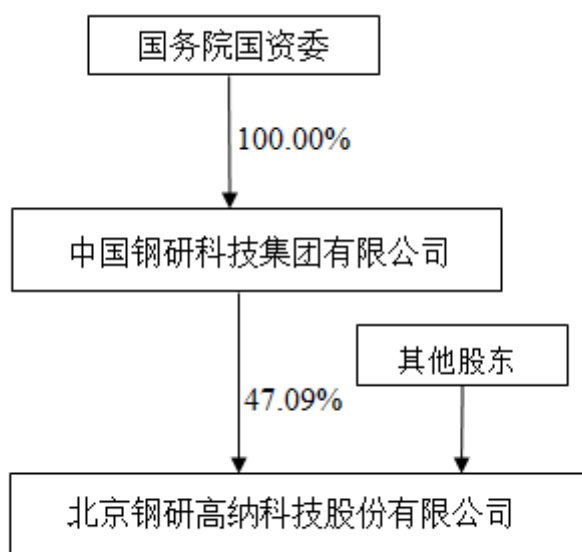 国务院国资委
100.00%
中国钢研科技集团有限公司
其他股东
47.09%
北京钢研高纳科技股份有限公司